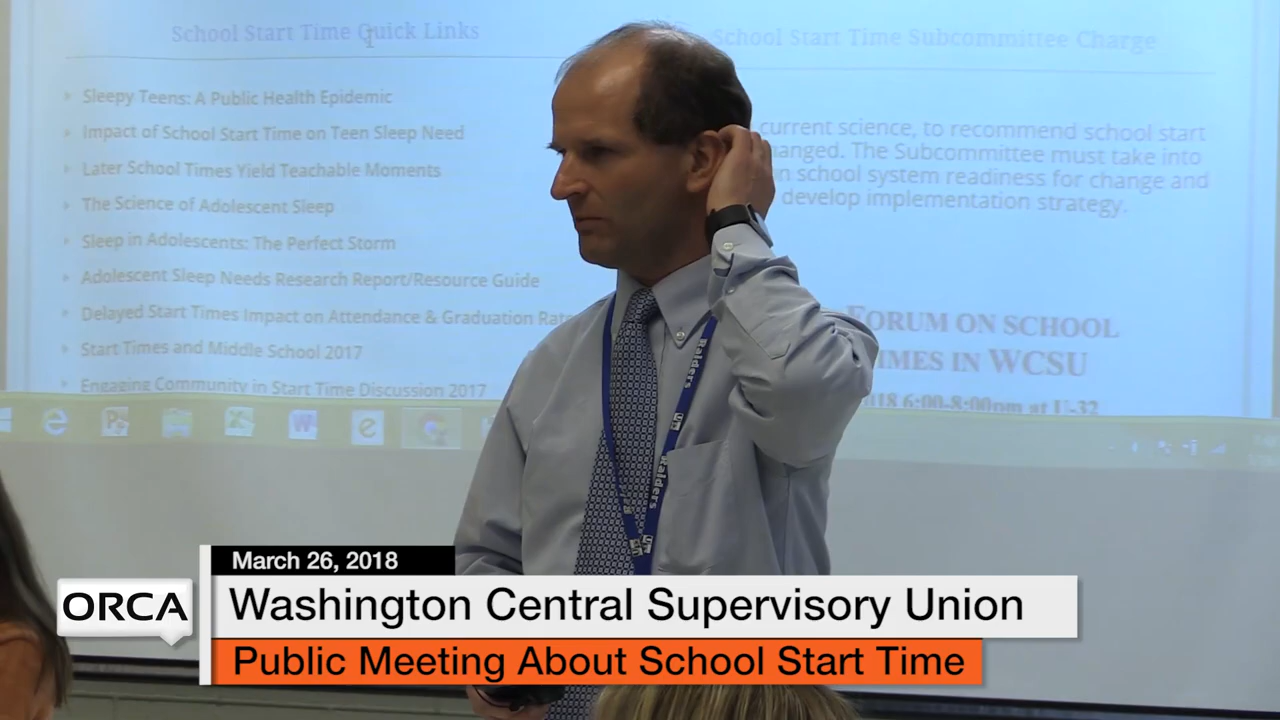 School Start Time Quick Links
School Start Time Subcommittee Charge
Sleepy Teens: A Public Health Epidemic
Impact of School Start Time on Teen Sleep Need
Later School Times Yield Teachable Moments
The Science of Adolescent Sleep
Sleep in Adolescents: The Perfect Storm
Adolescent Sleep Needs Research Report/Resource Guide
Delayed Start Times Impact on Attendance & Graduation
Start Times and Middle School 2017
Engaging Community in Start Time Discussion 2017
current science, to recommend school start
The Subcommittee must take into
school system readiness for change and
develop implementation strategy.
FORUM ON SCHOOL
IN WCSU
6:00-8:00pm at U-32
Raiders
Raiders
March 26, 2018
ORCA
Washington Central Supervisory Union
Public Meeting About School Start Time